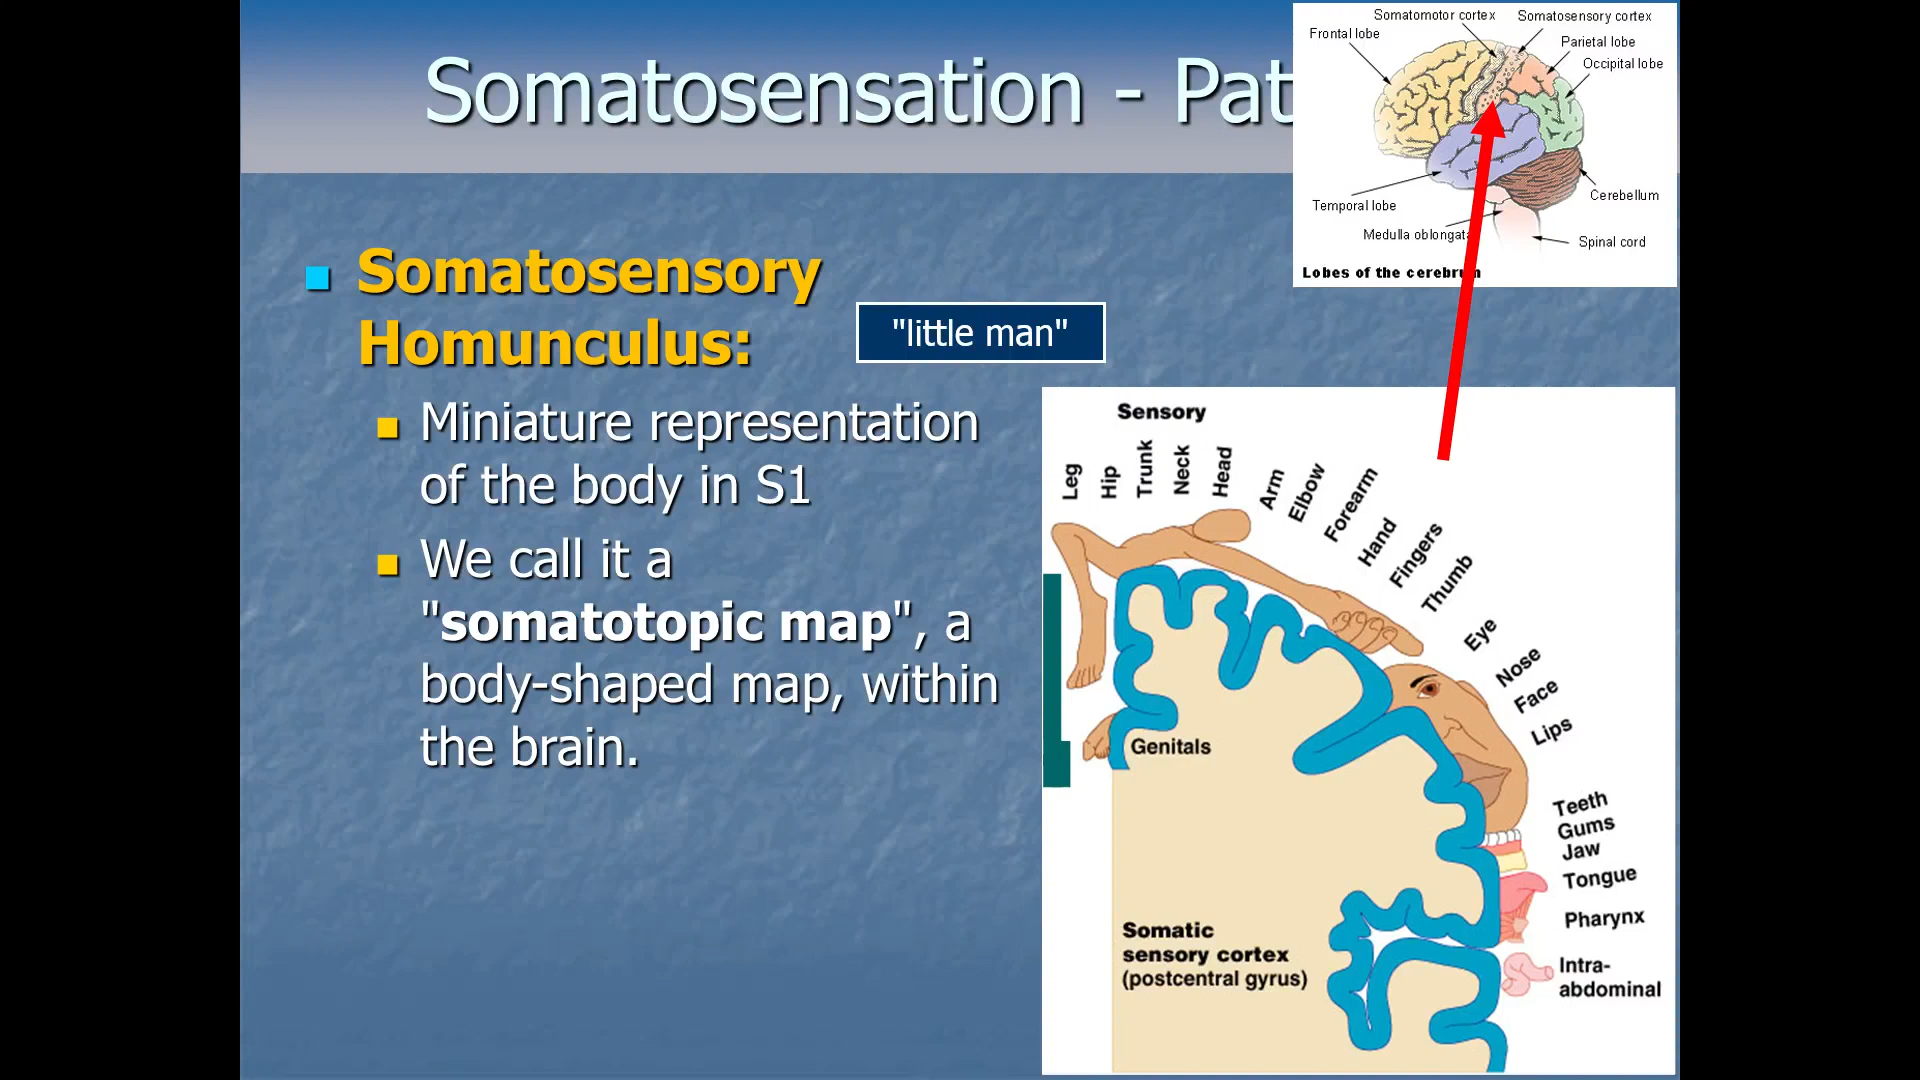 Somatosensation - Pat
Somatomotor cortex
Somatosensory cortex
Frontal lobe
Parietal lobe
Occipital lobe
Cerebellum
Temporal lobe
Medulla oblongat
Spinal cord
Lobes of the cerebrum
Somatosensory
Homunculus:
"little man"
Miniature representation
of the body in S1
We call it a
"somatotopic map", a
body-shaped map, within
the brain.
Sensory
Leg
Hip
Trunk
Neck
Head
Arm
Elbow
Forearm
Hand
Fingers
Thumb
Eye
Nose
Face
Lips
Genitals
Teeth
Gums
Jaw
Tongue
Pharynx
Intra-
abdominal
Somatic
sensory cortex
(postcentral gyrus)